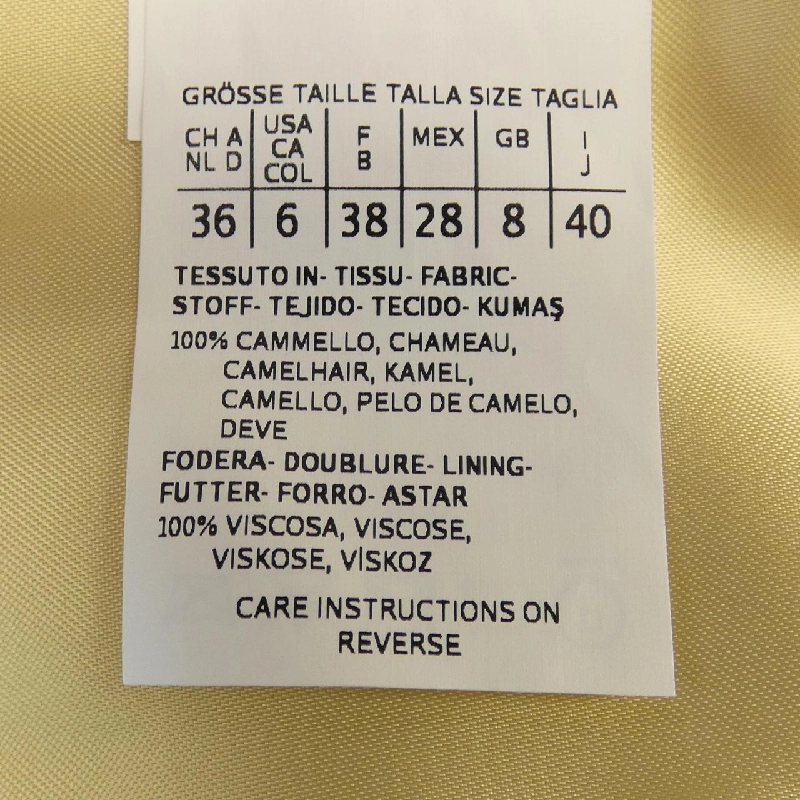 GRÖSSE TAILLE TALLA SIZE TAGLIA
CH A NL D | USA CA COL | F B | MEX | GB | I J
36 | 6 | 38 | 28 | 8 | 40
TESSUTO IN- TISSU- FABRIC-
STOFF- TEJIDO- TECIDO- KUMAŞ
100% CAMMELLO, CHAMEAU,
CAMELHAIR, KAMEL,
CAMELLO, PELO DE CAMELO,
DEVE
FODERA- DOUBLURE- LINING-
FUTTER- FORRO- ASTAR
100% VISCOSA, VISCOSE,
VISKOSE, VİSKOZ
CARE INSTRUCTIONS ON
REVERSE